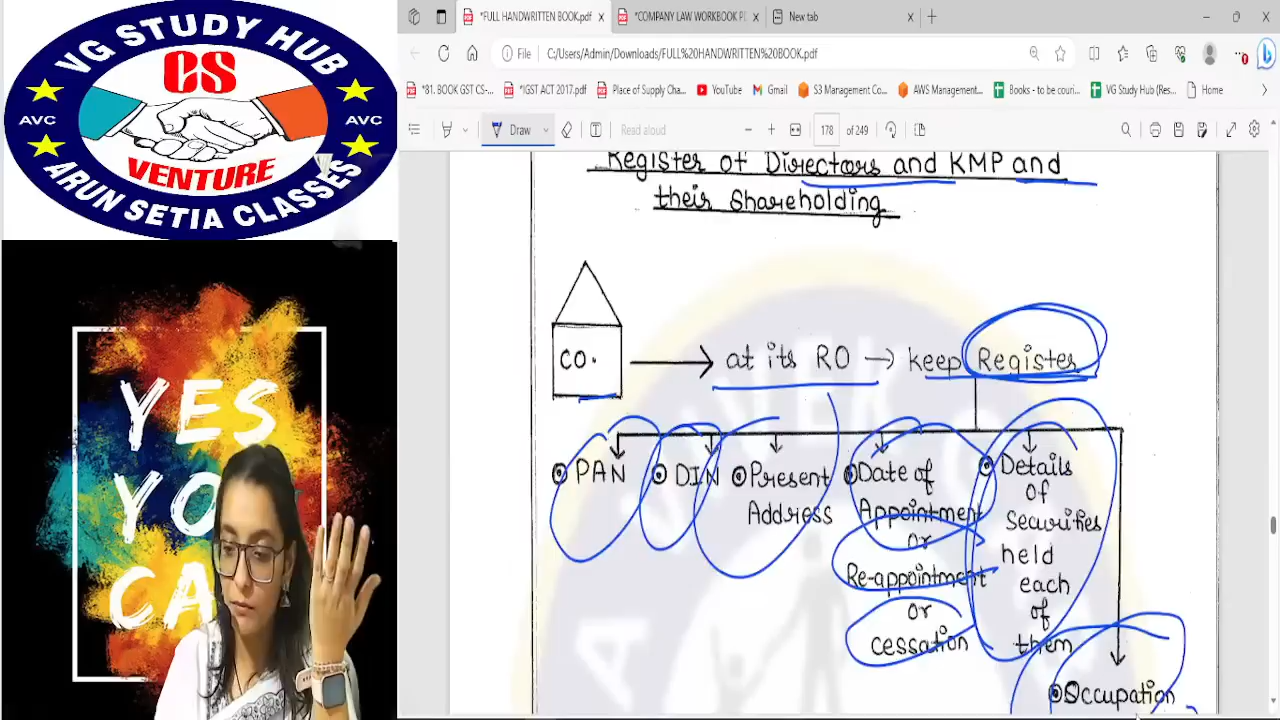 VG STUDY HUB
CS
AVC
AVC
VENTURE
ARUN SETIA CLASSES
YES
YO
CA
*FULL HANDWRITTEN BOOK.pdf
*COMPANY LAW WORKBOOK PI
New tab
File
C:/Users/Admin/Downloads/FULL%20HANDWRITTEN%20BOOK.pdf
*81. BOOK GST CS-...
*IGST ACT 2017.pdf
Place of Supply Cha...
YouTube
Gmail
S3 Management Co...
AWS Management...
Books - to be couri...
VG Study Hub (Res...
Home
Draw
Read aloud
178
of 249
Register of Directors and KMP and
their Shareholding
CO.
at its RO
keep Register
PAN
DIN
Present
Address
Date of
Appointment
or
Re-appointment
or
cessation
Details
of
securities
held
each
of
them
Occupation